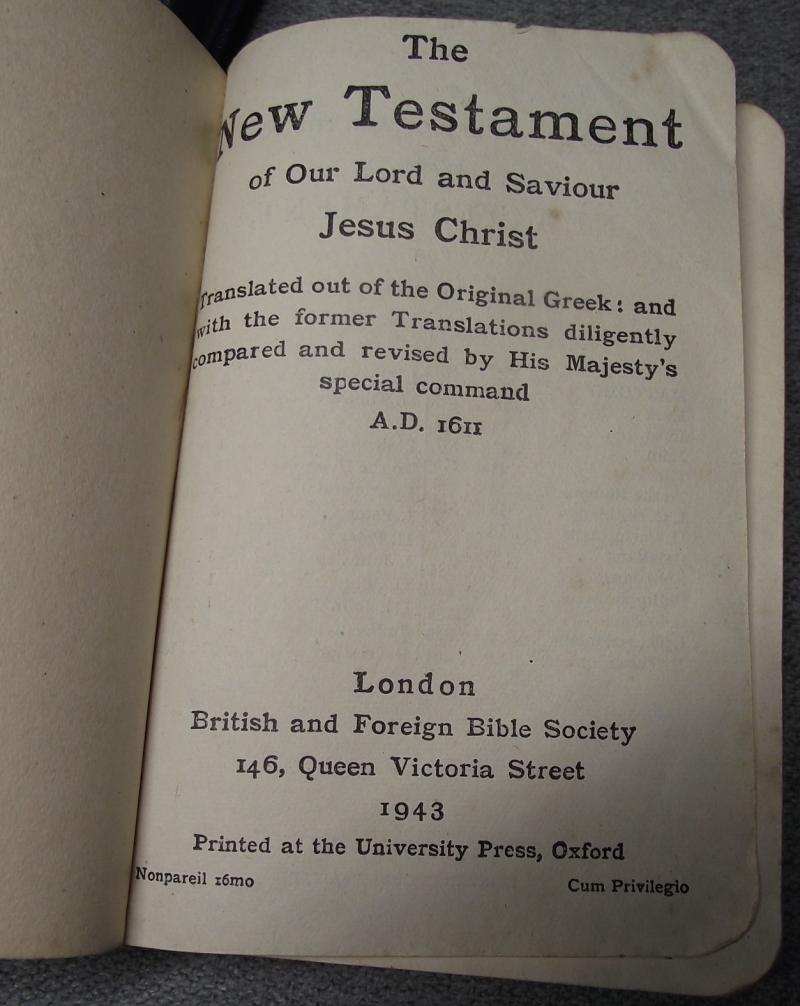 The
New Testament
of Our Lord and Saviour
Jesus Christ
Translated out of the Original Greek: and
with the former Translations diligently
compared and revised by His Majesty's
special command
A.D. 1611
London
British and Foreign Bible Society
146, Queen Victoria Street
1943
Printed at the University Press, Oxford
Nonpareil 16mo
Cum Privilegio